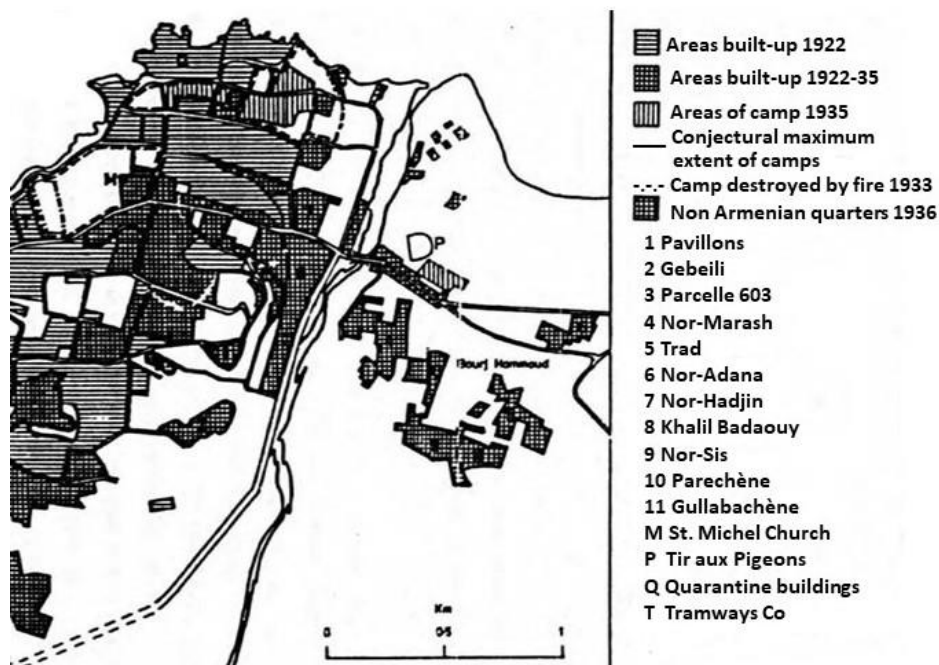 Areas built-up 1922
Areas built-up 1922-35
Areas of camp 1935
Conjectural maximum
extent of camps
Camp destroyed by fire 1933
Non Armenian quarters 1936
1 Pavillons
2 Gebeili
3 Parcelle 603
4 Nor-Marash
5 Trad
6 Nor-Adana
7 Nor-Hadjin
8 Khalil Badaouy
9 Nor-Sis
10 Parechène
11 Gullabachène
M St. Michel Church
P Tir aux Pigeons
Q Quarantine buildings
T Tramways Co
Q
M
P
Bourj Hammoud
Km
0 0·5 1